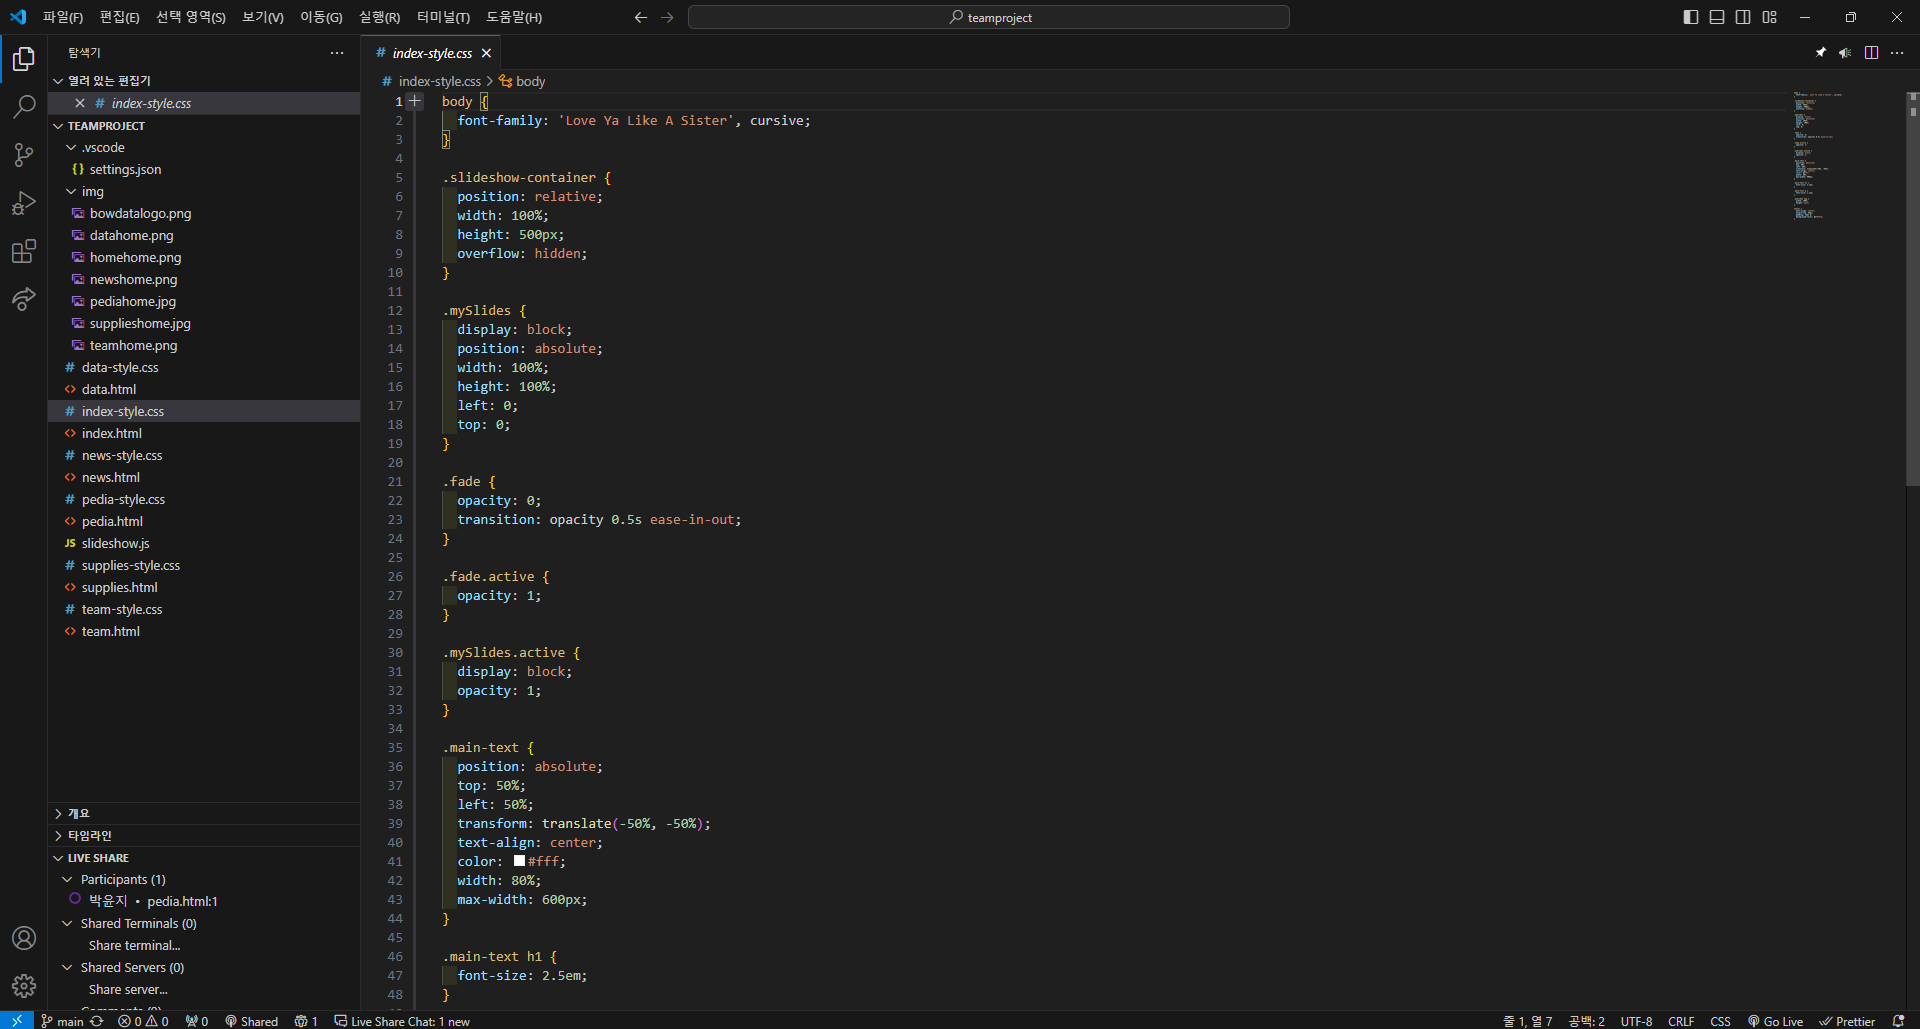 파일(F) 편집(E) 선택 영역(S) 보기(V) 이동(G) 실행(R) 터미널(T) 도움말(H) teamproject
탐색기
열려 있는 편집기
index-style.css
TEAMPROJECT
.vscode
settings.json
img
bowdatalogo.png
datahome.png
homehome.png
newshome.png
pediahome.jpg
supplieshome.jpg
teamhome.png
data-style.css
data.html
index-style.css
index.html
news-style.css
news.html
pedia-style.css
pedia.html
JS slideshow.js
supplies-style.css
supplies.html
team-style.css
team.html
개요
타임라인
LIVE SHARE
Participants (1)
박윤지 • pedia.html:1
Shared Terminals (0)
Share terminal...
Shared Servers (0)
Share server...
# index-style.css
# index-style.css > body
1 body {
2 font-family: 'Love Ya Like A Sister', cursive;
3 }
4
5 .slideshow-container {
6 position: relative;
7 width: 100%;
8 height: 500px;
9 overflow: hidden;
10 }
11
12 .mySlides {
13 display: block;
14 position: absolute;
15 width: 100%;
16 height: 100%;
17 left: 0;
18 top: 0;
19 }
20
21 .fade {
22 opacity: 0;
23 transition: opacity 0.5s ease-in-out;
24 }
25
26 .fade.active {
27 opacity: 1;
28 }
29
30 .mySlides.active {
31 display: block;
32 opacity: 1;
33 }
34
35 .main-text {
36 position: absolute;
37 top: 50%;
38 left: 50%;
39 transform: translate(-50%, -50%);
40 text-align: center;
41 color: #fff;
42 width: 80%;
43 max-width: 600px;
44 }
45
46 .main-text h1 {
47 font-size: 2.5em;
48 }
main 0 0 0 Shared 1 Live Share Chat: 1 new 줄 1, 열 7 공백: 2 UTF-8 CRLF CSS Go Live Prettier